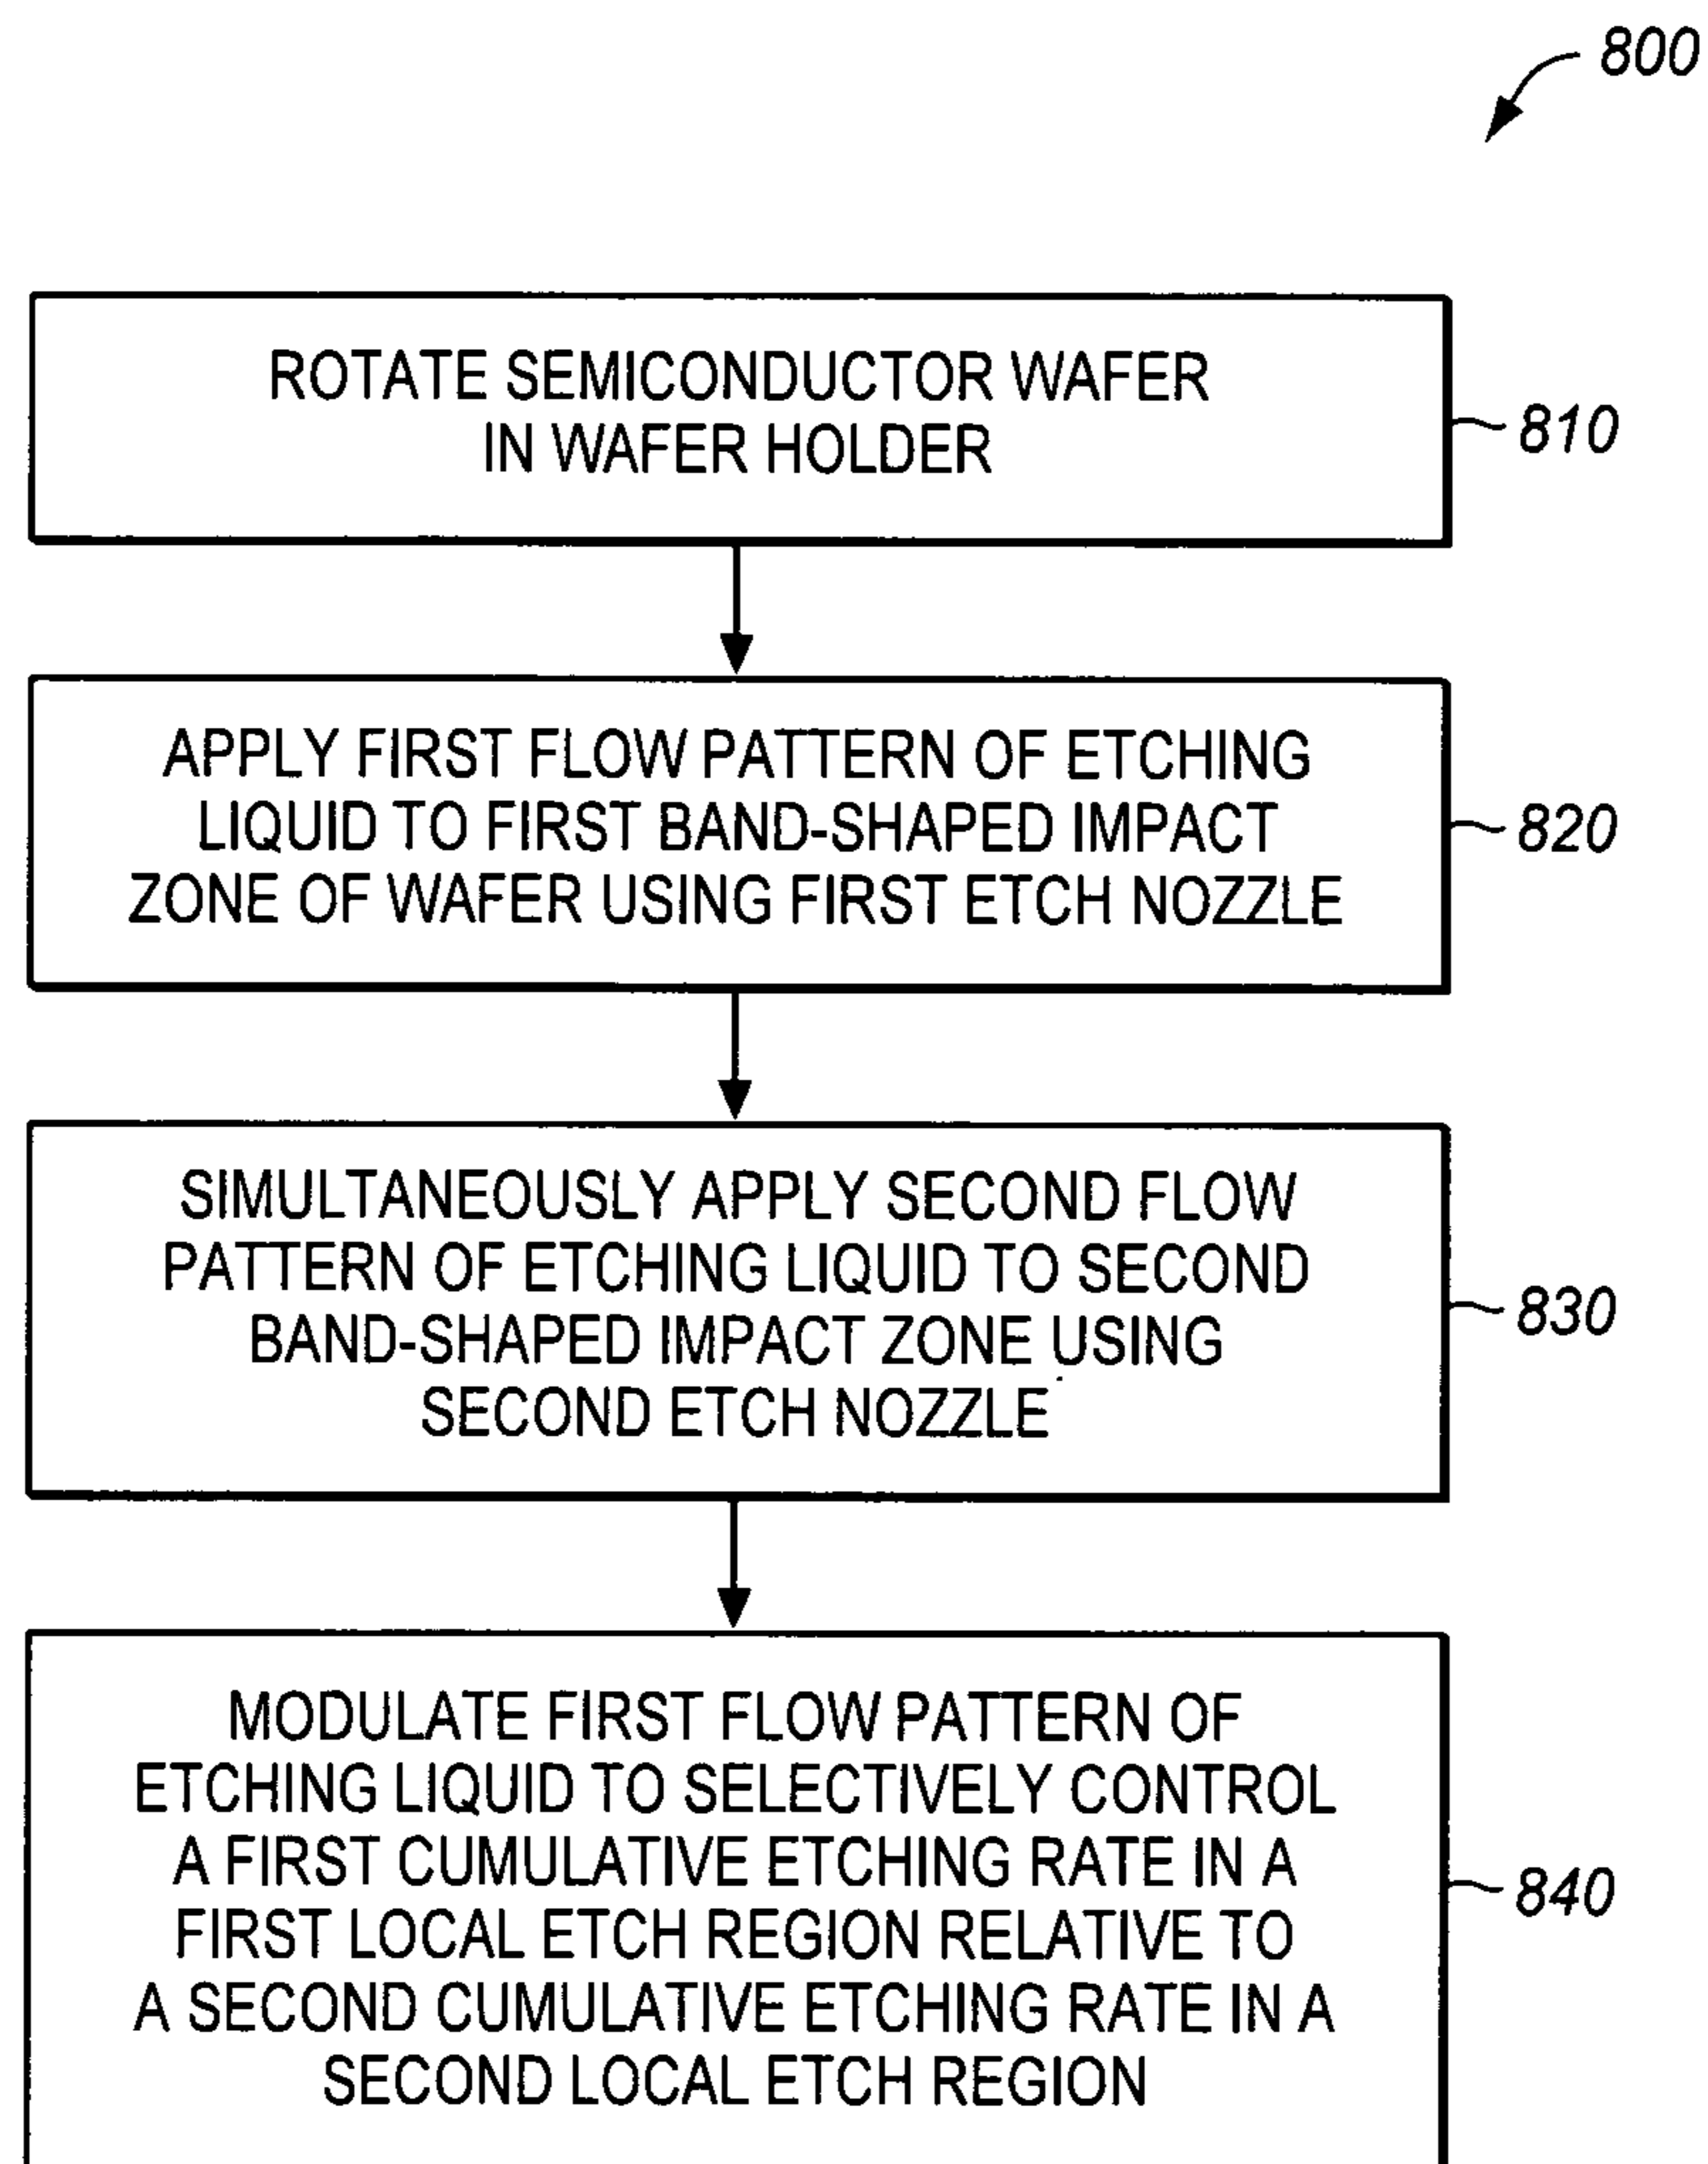 800
ROTATE SEMICONDUCTOR WAFER
IN WAFER HOLDER
810
APPLY FIRST FLOW PATTERN OF ETCHING
LIQUID TO FIRST BAND-SHAPED IMPACT
ZONE OF WAFER USING FIRST ETCH NOZZLE
820
SIMULTANEOUSLY APPLY SECOND FLOW
PATTERN OF ETCHING LIQUID TO SECOND
BAND-SHAPED IMPACT ZONE USING
SECOND ETCH NOZZLE
830
MODULATE FIRST FLOW PATTERN OF
ETCHING LIQUID TO SELECTIVELY CONTROL
A FIRST CUMULATIVE ETCHING RATE IN A
FIRST LOCAL ETCH REGION RELATIVE TO
A SECOND CUMULATIVE ETCHING RATE IN A
SECOND LOCAL ETCH REGION
840